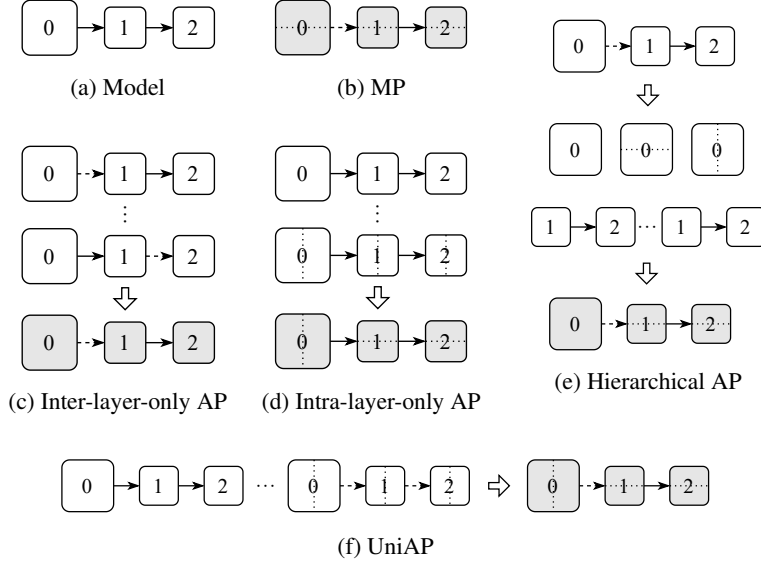 0 1 2
(a) Model
0 1 2
(b) MP
0 1 2
⋮
0 1 2
0 1 2
(c) Inter-layer-only AP
0 1 2
⋮
0 1 2
0 1 2
(d) Intra-layer-only AP
0 1 2
0 0 0
1 2 ··· 1 2
0 1 2
(e) Hierarchical AP
0 1 2 ··· 0 1 2 0 1 2
(f) UniAP